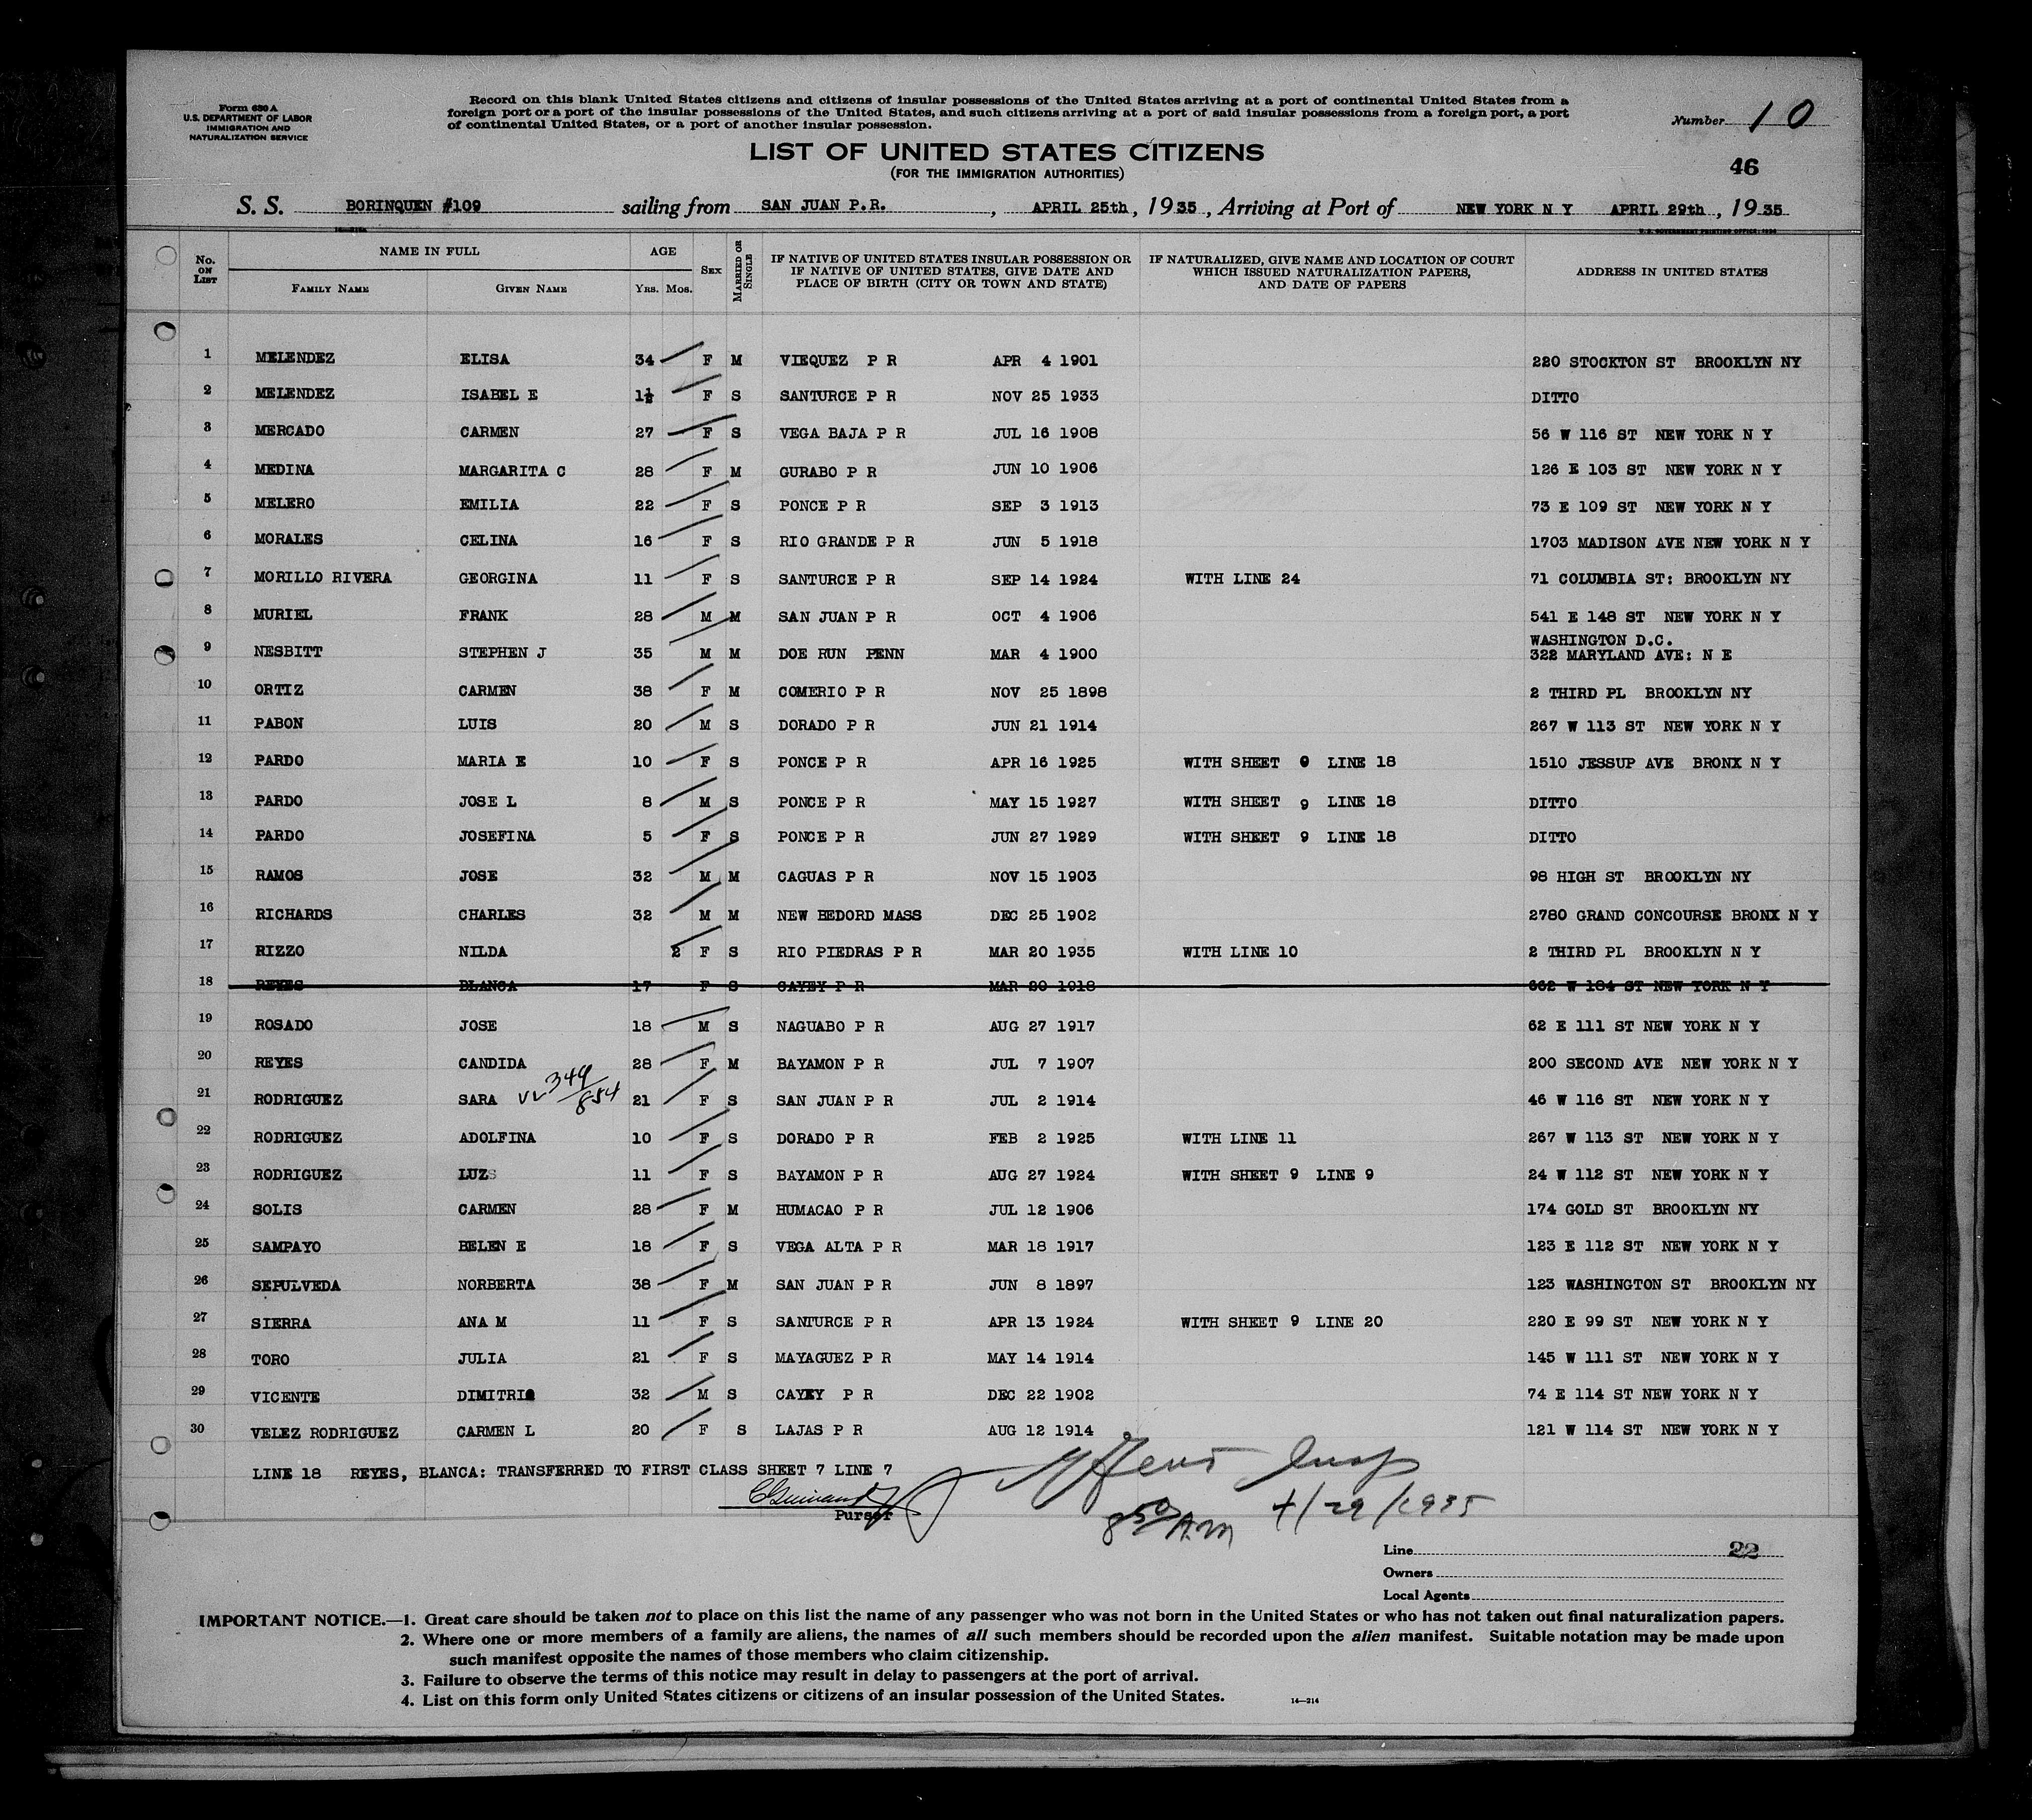 Form 630 A
U.S. DEPARTMENT OF LABOR
IMMIGRATION AND
NATURALIZATION SERVICE
Record on this blank United States citizens and citizens of insular possessions of the United States arriving at a port of continental United States from a
foreign port or a port of the insular possessions of the United States, and such citizens arriving at a port of said insular possessions from a foreign port, a port
of continental United States, or a port of another insular possession.
Number 10
LIST OF UNITED STATES CITIZENS
(FOR THE IMMIGRATION AUTHORITIES)
46
S. S. BORINQUEN #109 sailing from SAN JUAN P.R. , APRIL 25th, 1935, Arriving at Port of NEW YORK N Y APRIL 29th, 1935
U.S. GOVERNMENT PRINTING OFFICE: 1934
No. ON LIST NAME IN FULL FAMILY NAME GIVEN NAME AGE YRS. MOS. SEX MARRIED OR SINGLE IF NATIVE OF UNITED STATES INSULAR POSSESSION OR IF NATIVE OF UNITED STATES, GIVE DATE AND PLACE OF BIRTH (CITY OR TOWN AND STATE) IF NATURALIZED, GIVE NAME AND LOCATION OF COURT WHICH ISSUED NATURALIZATION PAPERS, AND DATE OF PAPERS ADDRESS IN UNITED STATES
1 MELENDEZ ELISA 34 F M VIEQUEZ P R APR 4 1901 220 STOCKTON ST BROOKLYN NY
2 MELENDEZ ISABEL E 1½ F S SANTURCE P R NOV 25 1933 DITTO
3 MERCADO CARMEN 27 F S VEGA BAJA P R JUL 16 1908 56 W 116 ST NEW YORK N Y
4 MEDINA MARGARITA C 28 F M GURABO P R JUN 10 1906 126 E 103 ST NEW YORK N Y
5 MELERO EMILIA 22 F S PONCE P R SEP 3 1913 73 E 109 ST NEW YORK N Y
6 MORALES CELINA 16 F S RIO GRANDE P R JUN 5 1918 1703 MADISON AVE NEW YORK N Y
7 MORILLO RIVERA GEORGINA 11 F S SANTURCE P R SEP 14 1924 WITH LINE 24 71 COLUMBIA ST: BROOKLYN NY
8 MURIEL FRANK 28 M M SAN JUAN P R OCT 4 1906 541 E 148 ST NEW YORK N Y
WASHINGTON D.C.
9 NESBITT STEPHEN J 35 M M DOE RUN PENN MAR 4 1900 322 MARYLAND AVE: N E
10 ORTIZ CARMEN 38 F M COMERIO P R NOV 25 1898 2 THIRD PL BROOKLYN NY
11 PABON LUIS 20 M S DORADO P R JUN 21 1914 267 W 113 ST NEW YORK N Y
12 PARDO MARIA E 10 F S PONCE P R APR 16 1925 WITH SHEET 9 LINE 18 1510 JESSUP AVE BRONX N Y
13 PARDO JOSE L 8 M S PONCE P R MAY 15 1927 WITH SHEET 9 LINE 18 DITTO
14 PARDO JOSEFINA 5 F S PONCE P R JUN 27 1929 WITH SHEET 9 LINE 18 DITTO
15 RAMOS JOSE 32 M M CAGUAS P R NOV 15 1903 98 HIGH ST BROOKLYN NY
16 RICHARDS CHARLES 32 M M NEW BEDORD MASS DEC 25 1902 2780 GRAND CONCOURSE BRONX N Y
17 RIZZO NILDA 2 F S RIO PIEDRAS P R MAR 20 1935 WITH LINE 10 2 THIRD PL BROOKLYN N Y
18 REYES BLANCA 17 F S CAYEY P R MAR 20 1918 662 W 184 ST NEW YORK N Y
19 ROSADO JOSE 18 M S NAGUABO P R AUG 27 1917 62 E 111 ST NEW YORK N Y
20 REYES CANDIDA 28 F M BAYAMON P R JUL 7 1907 200 SECOND AVE NEW YORK N Y
21 RODRIGUEZ SARA VL 349/854 21 F S SAN JUAN P R JUL 2 1914 46 W 116 ST NEW YORK N Y
22 RODRIGUEZ ADOLFINA 10 F S DORADO P R FEB 2 1925 WITH LINE 11 267 W 113 ST NEW YORK N Y
23 RODRIGUEZ LUZ 11 F S BAYAMON P R AUG 27 1924 WITH SHEET 9 LINE 9 24 W 112 ST NEW YORK N Y
24 SOLIS CARMEN 28 F M HUMACAO P R JUL 12 1906 174 GOLD ST BROOKLYN NY
25 SAMPAYO BELEN E 18 F S VEGA ALTA P R MAR 18 1917 123 E 112 ST NEW YORK N Y
26 SEPULVEDA NORBERTA 38 F M SAN JUAN P R JUN 8 1897 123 WASHINGTON ST BROOKLYN NY
27 SIERRA ANA M 11 F S SANTURCE P R APR 13 1924 WITH SHEET 9 LINE 20 220 E 99 ST NEW YORK N Y
28 TORO JULIA 21 F S MAYAGUEZ P R MAY 14 1914 145 W 111 ST NEW YORK N Y
29 VICENTE DIMITRIO 32 M S CAYEY P R DEC 22 1902 74 E 114 ST NEW YORK N Y
30 VELEZ RODRIGUEZ CARMEN L 20 F S LAJAS P R AUG 12 1914 121 W 114 ST NEW YORK N Y
LINE 18 REYES, BLANCA: TRANSFERRED TO FIRST CLASS SHEET 7 LINE 7
Insp
Purser
8 50 AM 4/29/1935
Line 22
Owners
Local Agents
IMPORTANT NOTICE.—1. Great care should be taken not to place on this list the name of any passenger who was not born in the United States or who has not taken out final naturalization papers.
2. Where one or more members of a family are aliens, the names of all such members should be recorded upon the alien manifest. Suitable notation may be made upon
such manifest opposite the names of those members who claim citizenship.
3. Failure to observe the terms of this notice may result in delay to passengers at the port of arrival.
4. List on this form only United States citizens or citizens of an insular possession of the United States.
14—214